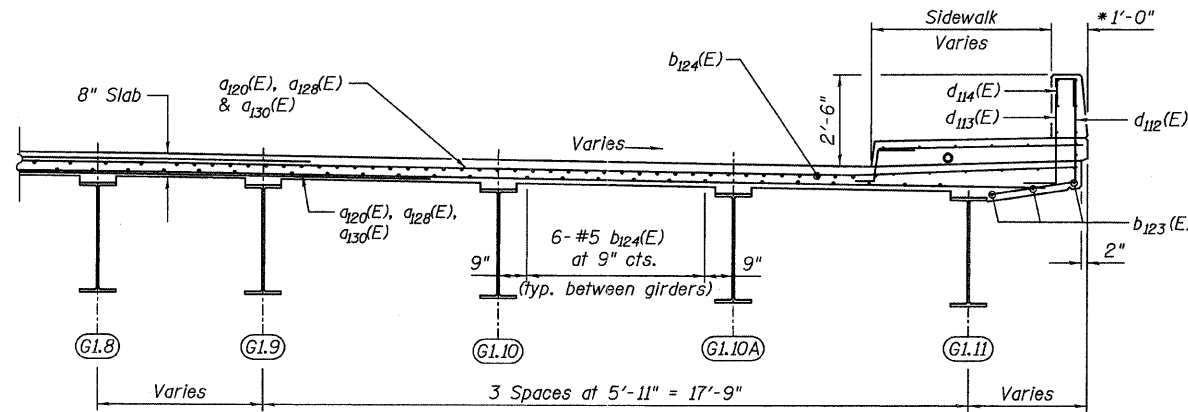 Sidewalk
* 1'-0"
Varies
b124(E)
a120(E), a128(E)
& a130(E)
8" Slab
2'-6"
d114(E)
d113(E)
d112(E)
Varies
a120(E), a128(E),
a130(E)
6- #5 b124(E)
at 9" cts.
9"
9"
(typ. between girders)
b123(E)
2"
G1.8
G1.9
G1.10
G1.10A
G1.11
Varies
3 Spaces at 5'-11" = 17'-9"
Varies